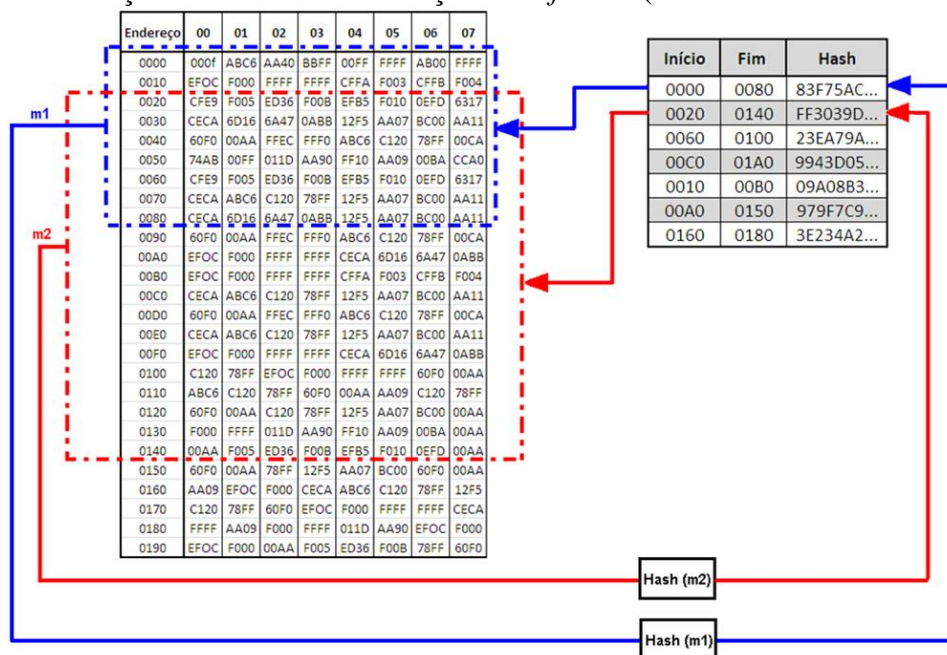 Endereço 00 01 02 03 04 05 06 07
0000 000f ABC6 AA40 BBFF 00FF FFFF AB00 FFFF
0010 EFOC F000 FFFF FFFF CFFA F003 CFFB F004
0020 CFE9 F005 ED36 F00B EFB5 F010 0EFD 6317
0030 CECA 6D16 6A47 0ABB 12F5 AA07 BC00 AA11
0040 60F0 00AA FFEC FFF0 ABC6 C120 78FF 00CA
0050 74AB 00FF 011D AA90 FF10 AA09 00BA CCA0
0060 CFE9 F005 ED36 F00B EFB5 F010 0EFD 6317
0070 CECA ABC6 C120 78FF 12F5 AA07 BC00 AA11
0080 CECA 6D16 6A47 0ABB 12F5 AA07 BC00 AA11
0090 60F0 00AA FFEC FFF0 ABC6 C120 78FF 00CA
00A0 EFOC F000 FFFF FFFF CECA 6D16 6A47 0ABB
00B0 EFOC F000 FFFF FFFF CFFA F003 CFFB F004
00C0 CECA ABC6 C120 78FF 12F5 AA07 BC00 AA11
00D0 60F0 00AA FFEC FFF0 ABC6 C120 78FF 00CA
00E0 CECA ABC6 C120 78FF 12F5 AA07 BC00 AA11
00F0 EFOC F000 FFFF FFFF CECA 6D16 6A47 0ABB
0100 C120 78FF EFOC F000 FFFF FFFF 60F0 00AA
0110 ABC6 C120 78FF 60F0 00AA AA09 C120 78FF
0120 60F0 00AA C120 78FF 12F5 AA07 BC00 00AA
0130 F000 FFFF 011D AA90 FF10 AA09 00BA 00AA
0140 00AA F005 ED36 F00B EFB5 F010 0EFD 00AA
0150 60F0 00AA 78FF 12F5 AA07 BC00 60F0 00AA
0160 AA09 EFOC F000 CECA ABC6 C120 78FF 12F5
0170 C120 78FF 60F0 EFOC F000 FFFF FFFF CECA
0180 FFFF AA09 F000 FFFF 011D AA90 EFOC F000
0190 EFOC F000 00AA F005 ED36 F00B 78FF 60F0
m1
m2
Início Fim Hash
0000 0080 83F75AC...
0020 0140 FF3039D...
0060 0100 23EA79A...
00C0 01A0 9943D05...
0010 00B0 09A08B3...
00A0 0150 979F7C9...
0160 0180 3E234A2...
Hash (m2)
Hash (m1)